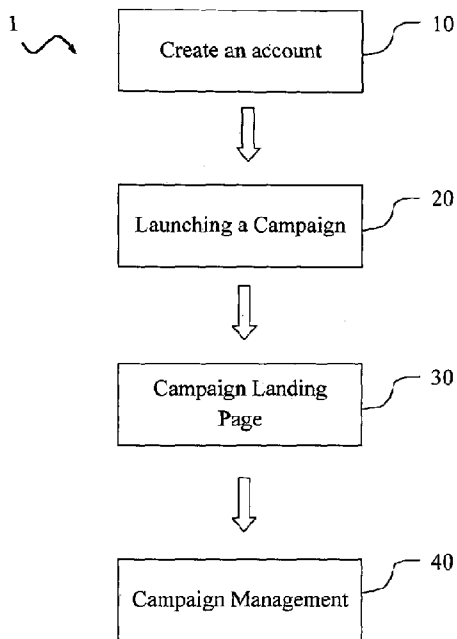 1
10
Create an account
20
Launching a Campaign
30
Campaign Landing
Page
40
Campaign Management